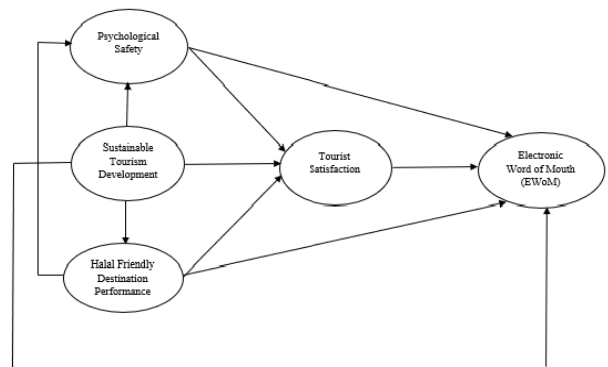 Psychological
Safety
Sustainable
Tourism
Development
Tourist
Satisfaction
Electronic
Word of Mouth
(EWoM)
Halal Friendly
Destination
Performance